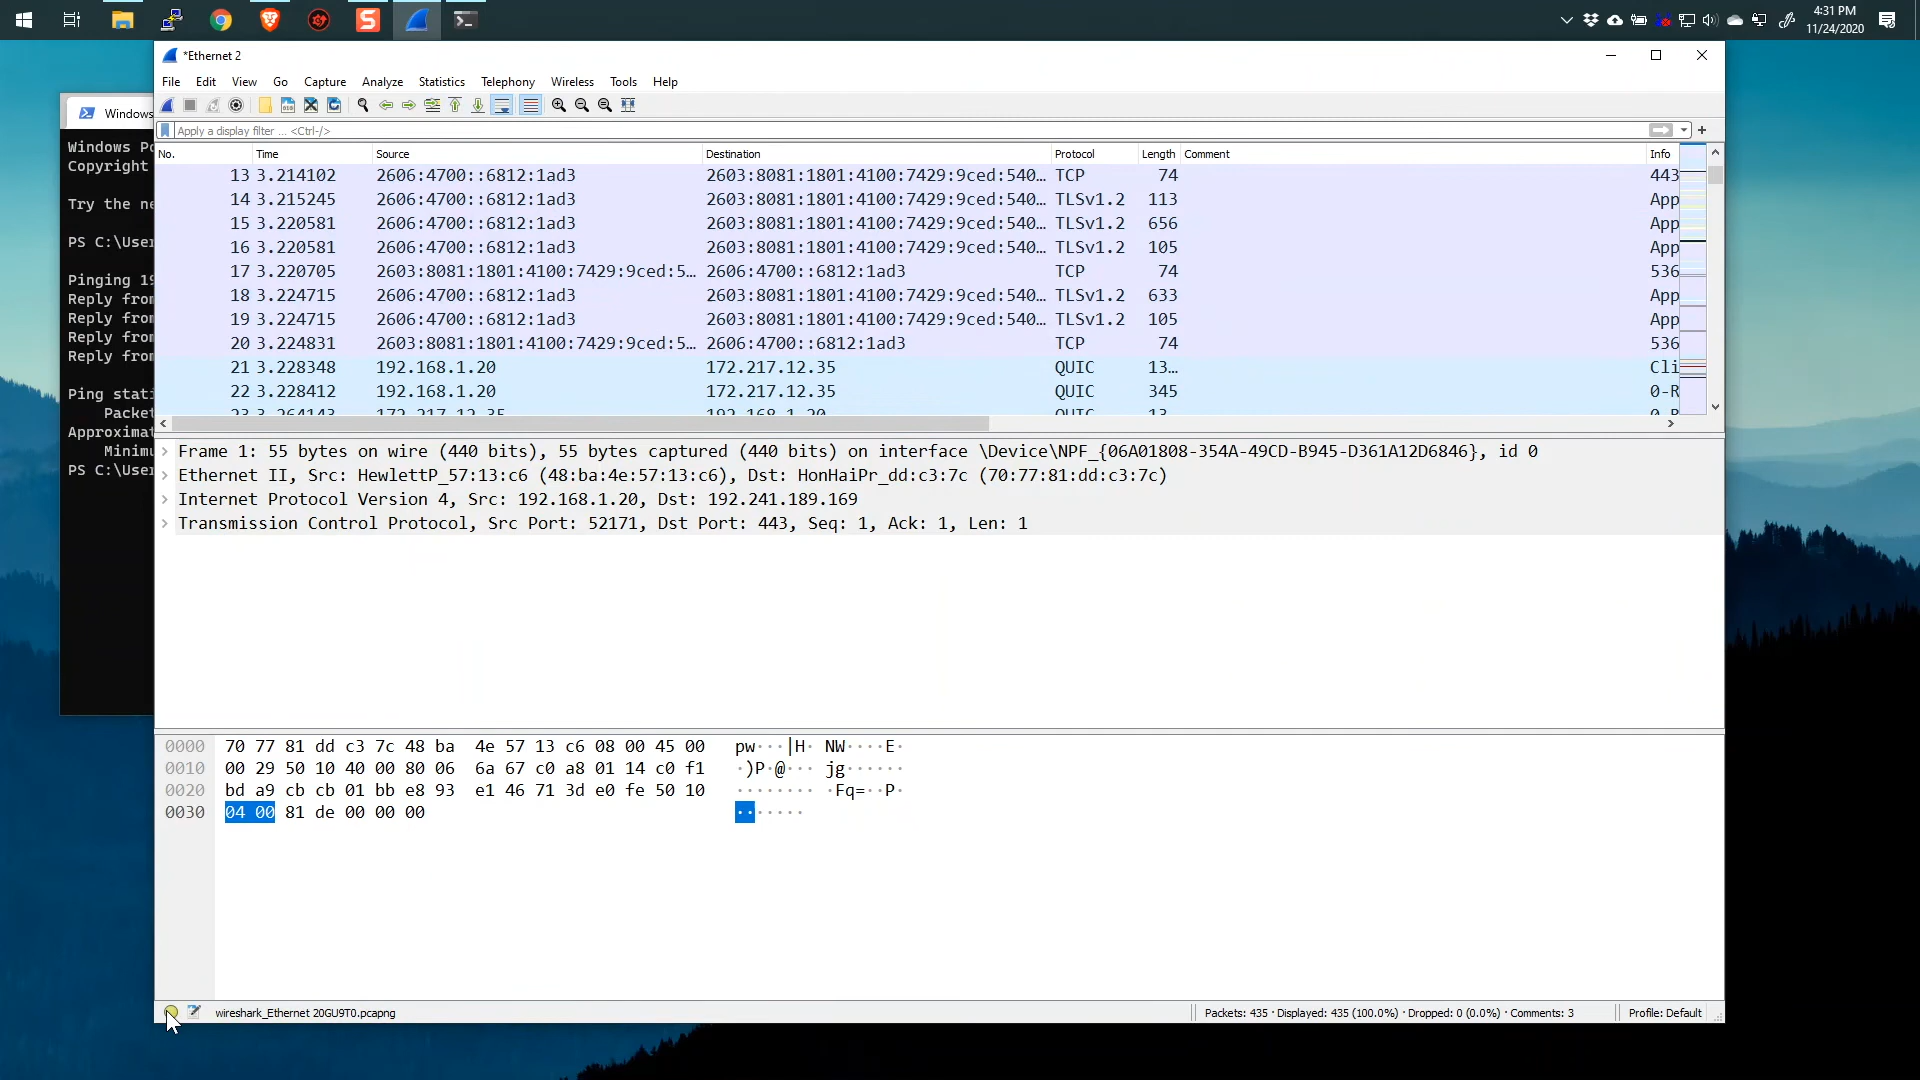 4:31 PM
11/24/2020
*Ethernet 2
File Edit View Go Capture Analyze Statistics Telephony Wireless Tools Help
Apply a display filter ... <Ctrl-/>
No. Time Source Destination Protocol Length Comment Info
13 3.214102 2606:4700::6812:1ad3 2603:8081:1801:4100:7429:9ced:540… TCP 74 443
14 3.215245 2606:4700::6812:1ad3 2603:8081:1801:4100:7429:9ced:540… TLSv1.2 113 App
15 3.220581 2606:4700::6812:1ad3 2603:8081:1801:4100:7429:9ced:540… TLSv1.2 656 App
16 3.220581 2606:4700::6812:1ad3 2603:8081:1801:4100:7429:9ced:540… TLSv1.2 105 App
17 3.220705 2603:8081:1801:4100:7429:9ced:5… 2606:4700::6812:1ad3 TCP 74 536
18 3.224715 2606:4700::6812:1ad3 2603:8081:1801:4100:7429:9ced:540… TLSv1.2 633 App
19 3.224715 2606:4700::6812:1ad3 2603:8081:1801:4100:7429:9ced:540… TLSv1.2 105 App
20 3.224831 2603:8081:1801:4100:7429:9ced:5… 2606:4700::6812:1ad3 TCP 74 536
21 3.228348 192.168.1.20 172.217.12.35 QUIC 13… Cli
22 3.228412 192.168.1.20 172.217.12.35 QUIC 345 0-R
23 3.264143 172.217.12.35 192.168.1.20 QUIC 13 0-R
Frame 1: 55 bytes on wire (440 bits), 55 bytes captured (440 bits) on interface \Device\NPF_{06A01808-354A-49CD-B945-D361A12D6846}, id 0
Ethernet II, Src: HewlettP_57:13:c6 (48:ba:4e:57:13:c6), Dst: HonHaiPr_dd:c3:7c (70:77:81:dd:c3:7c)
Internet Protocol Version 4, Src: 192.168.1.20, Dst: 192.241.189.169
Transmission Control Protocol, Src Port: 52171, Dst Port: 443, Seq: 1, Ack: 1, Len: 1
0000 70 77 81 dd c3 7c 48 ba 4e 57 13 c6 08 00 45 00 pw···|H· NW····E·
0010 00 29 50 10 40 00 80 06 6a 67 c0 a8 01 14 c0 f1 ·)P·@··· jg······
0020 bd a9 cb cb 01 bb e8 93 e1 46 71 3d e0 fe 50 10 ········ ·Fq=··P·
0030 04 00 81 de 00 00 00 ·······
wireshark_Ethernet 20GU9T0.pcapng
Packets: 435 · Displayed: 435 (100.0%) · Dropped: 0 (0.0%) · Comments: 3
Profile: Default
Windows
Windows Po
Copyright
Try the ne
PS C:\User
Pinging 19
Reply from
Reply from
Reply from
Reply from
Ping stati
Packet
Approximat
Minimu
PS C:\User